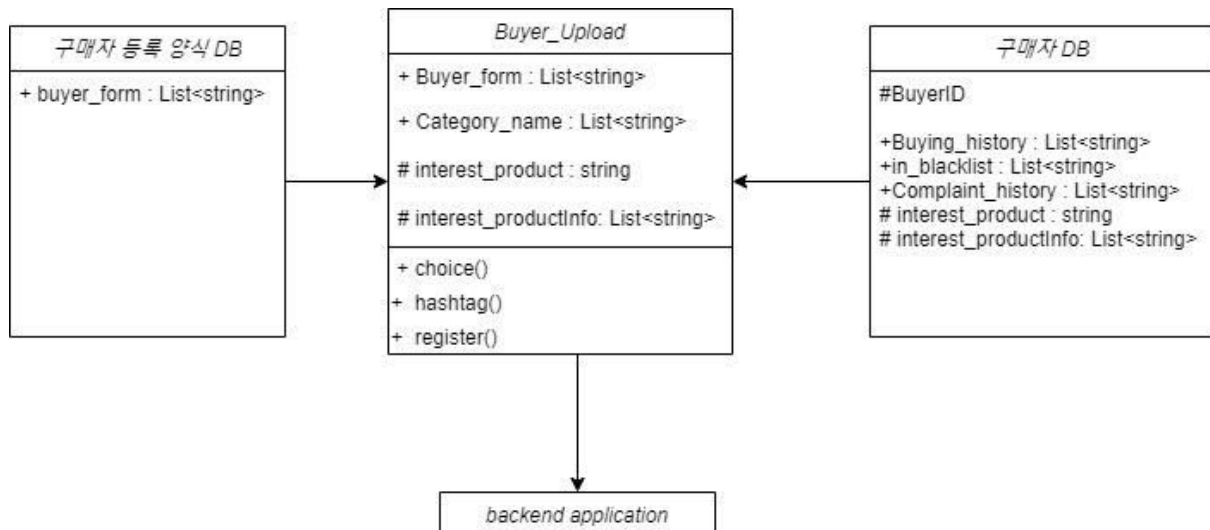 구매자 등록 양식 DB
+ buyer_form : List<string>
Buyer_Upload
+ Buyer_form : List<string>
+ Category_name : List<string>
# interest_product : string
# interest_productInfo: List<string>
+ choice()
+ hashtag()
+ register()
구매자 DB
#BuyerID
+Buying_history : List<string>
+in_blacklist : List<string>
+Complaint_history : List<string>
# interest_product : string
# interest_productInfo: List<string>
backend application